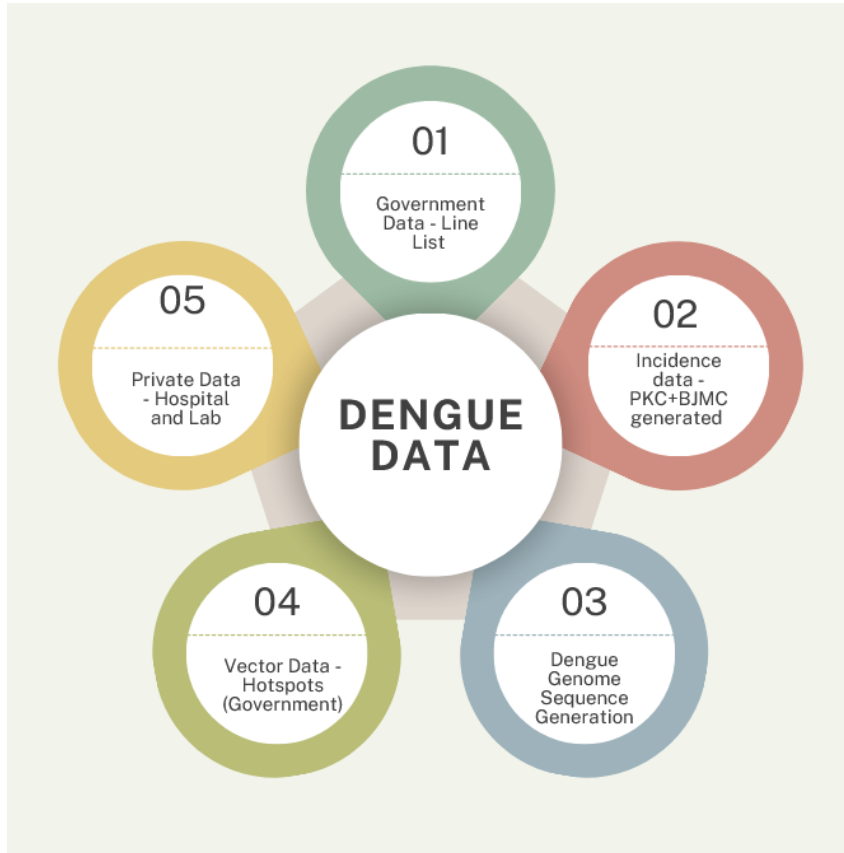 01
Government
Data - Line
List
02
Incidence
data -
PKC+BJMC
generated
03
Dengue
Genome
Sequence
Generation
04
Vector Data -
Hotspots
(Government)
05
Private Data
- Hospital
and Lab
DENGUE
DATA